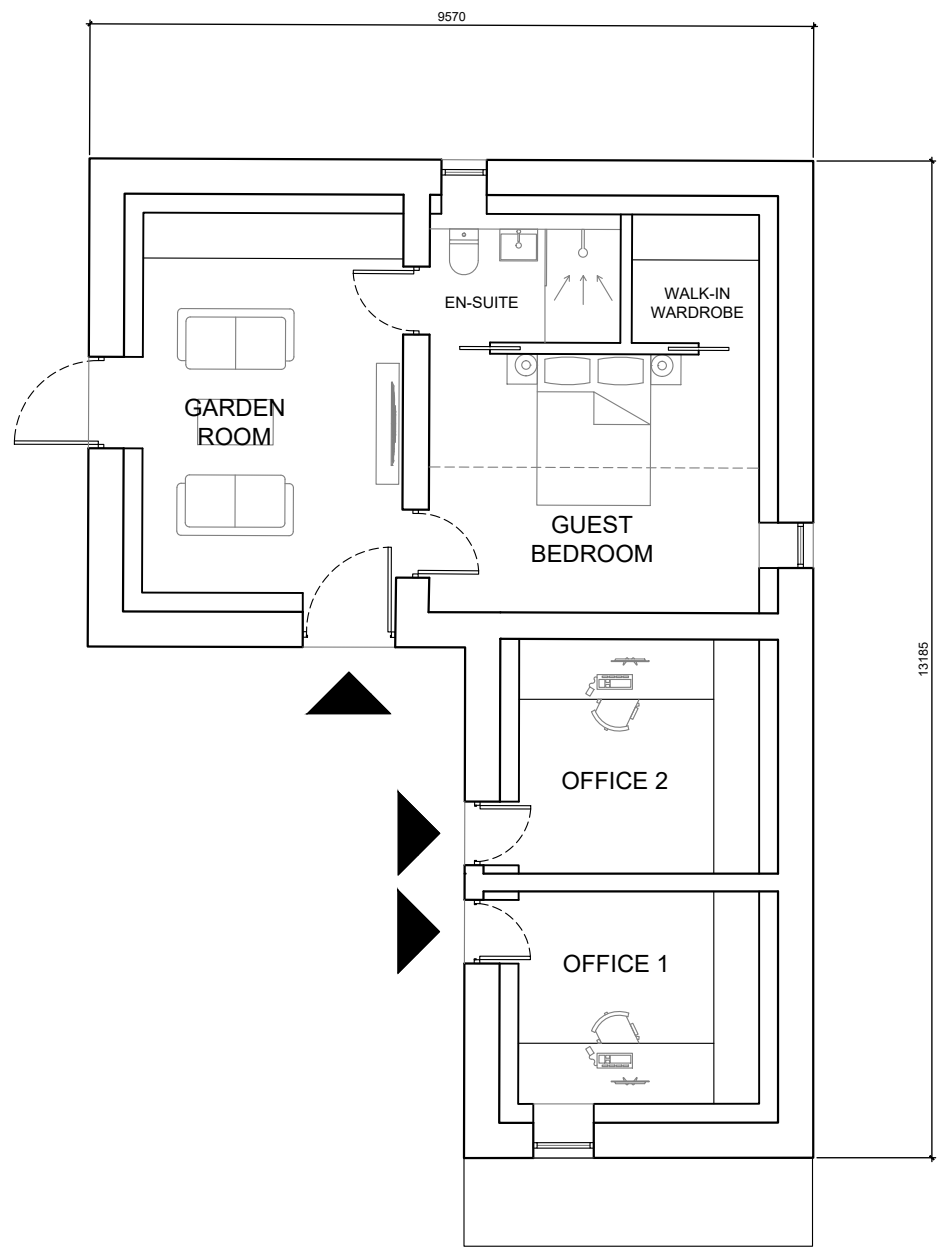 9570
EN-SUITE
WALK-IN
WARDROBE
GARDEN
ROOM
GUEST
BEDROOM
13185
OFFICE 2
OFFICE 1